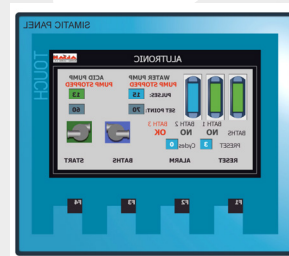 SIMATIC PANEL
TOUCH
ALLUTRONIC
WATER PUMP
PUMP STOPPED
ACID PUMP
PUMP STOPPED
PULSES:
15
13
SET POINT:
70
60
BATHS
BATH 1
BATH 2
BATH 3
NO
NO
OK
PRESET
3
Cycles
0
RESET
ALARM
BATHS
START
F1
F2
F3
F4